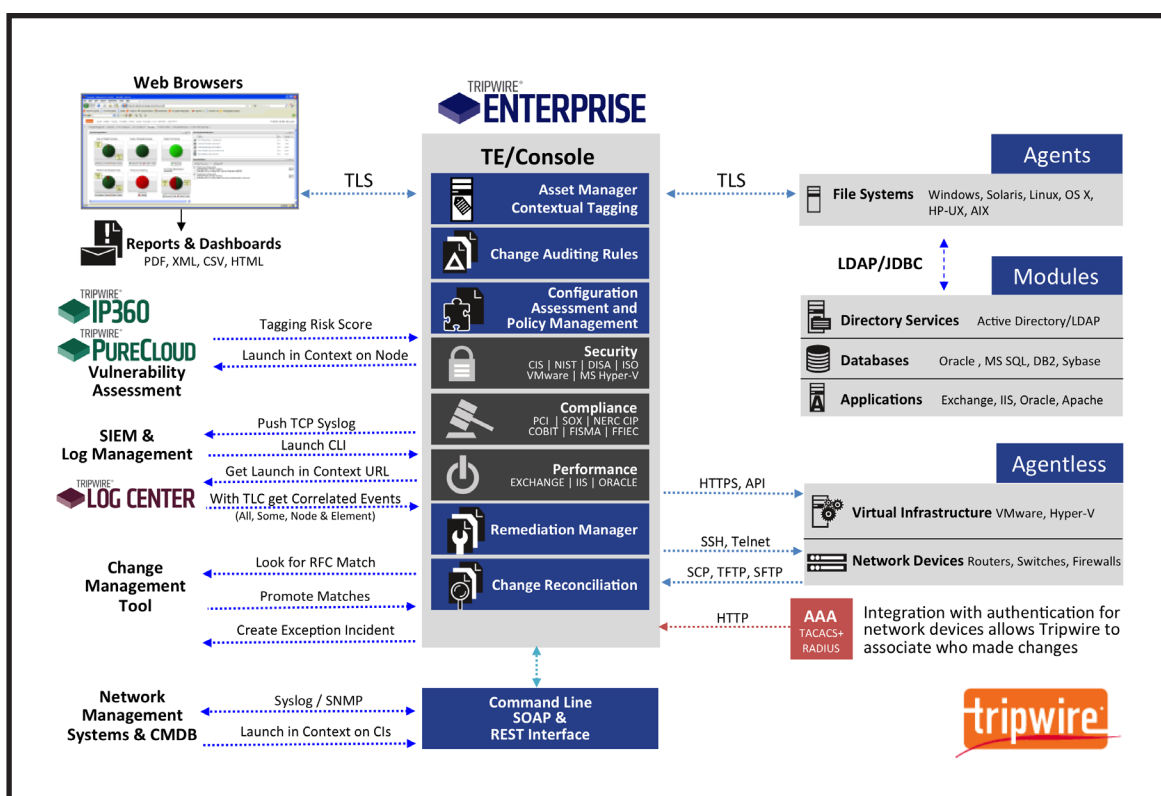 Web Browsers
TLS
Reports & Dashboards
PDF, XML, CSV, HTML
TRIPWIRE®
IP360
TRIPWIRE®
PURECLOUD
Vulnerability
Assessment
Tagging Risk Score
Launch in Context on Node
SIEM &
Log Management
Push TCP Syslog
Launch CLI
Get Launch in Context URL
TRIPWIRE®
LOG CENTER
With TLC get Correlated Events
(All, Some, Node & Element)
Change
Management
Tool
Look for RFC Match
Promote Matches
Create Exception Incident
Network
Management
Systems & CMDB
Syslog / SNMP
Launch in Context on CIs
TRIPWIRE®
ENTERPRISE
TE/Console
Asset Manager
Contextual Tagging
Change Auditing Rules
Configuration
Assessment and
Policy Management
Security
CIS | NIST | DISA | ISO
VMware | MS Hyper-V
Compliance
PCI | SOX | NERC CIP
COBIT | FISMA | FFIEC
Performance
EXCHANGE | IIS | ORACLE
Remediation Manager
Change Reconciliation
Command Line
SOAP &
REST Interface
TLS
Agents
File Systems Windows, Solaris, Linux, OS X,
HP-UX, AIX
LDAP/JDBC
Modules
Directory Services Active Directory/LDAP
Databases Oracle , MS SQL, DB2, Sybase
Applications Exchange, IIS, Oracle, Apache
Agentless
HTTPS, API
Virtual Infrastructure VMware, Hyper-V
SSH, Telnet
Network Devices Routers, Switches, Firewalls
SCP, TFTP, SFTP
HTTP
AAA
TACACS+
RADIUS
Integration with authentication for
network devices allows Tripwire to
associate who made changes
tripwire